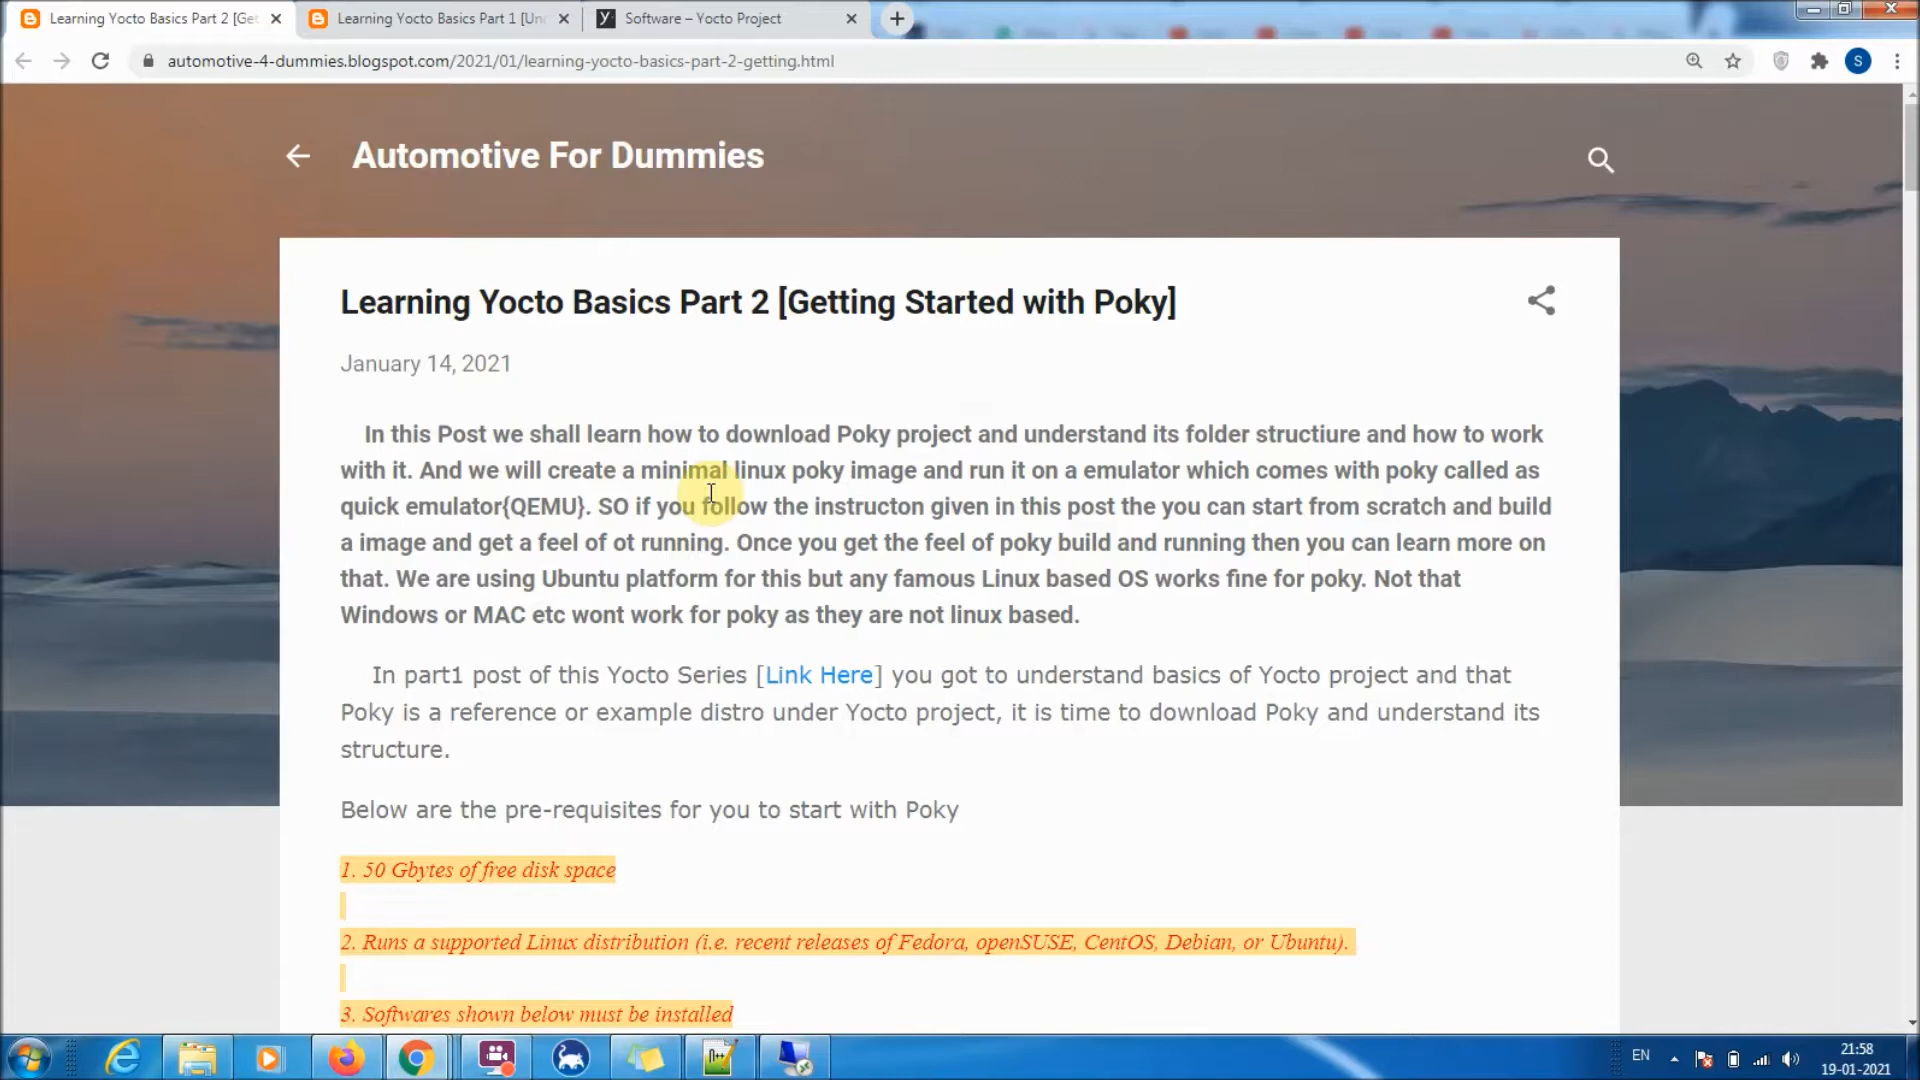 Learning Yocto Basics Part 2 [Get
Learning Yocto Basics Part 1 [Un
Software – Yocto Project
automotive-4-dummies.blogspot.com/2021/01/learning-yocto-basics-part-2-getting.html
S
Automotive For Dummies
Learning Yocto Basics Part 2 [Getting Started with Poky]
January 14, 2021
In this Post we shall learn how to download Poky project and understand its folder structiure and how to work
with it. And we will create a minimal linux poky image and run it on a emulator which comes with poky called as
quick emulator{QEMU}. SO if you follow the instructon given in this post the you can start from scratch and build
a image and get a feel of ot running. Once you get the feel of poky build and running then you can learn more on
that. We are using Ubuntu platform for this but any famous Linux based OS works fine for poky. Not that
Windows or MAC etc wont work for poky as they are not linux based.
In part1 post of this Yocto Series [Link Here] you got to understand basics of Yocto project and that
Poky is a reference or example distro under Yocto project, it is time to download Poky and understand its
structure.
Below are the pre-requisites for you to start with Poky
1. 50 Gbytes of free disk space
2. Runs a supported Linux distribution (i.e. recent releases of Fedora, openSUSE, CentOS, Debian, or Ubuntu).
3. Softwares shown below must be installed
EN
21:58
19-01-2021